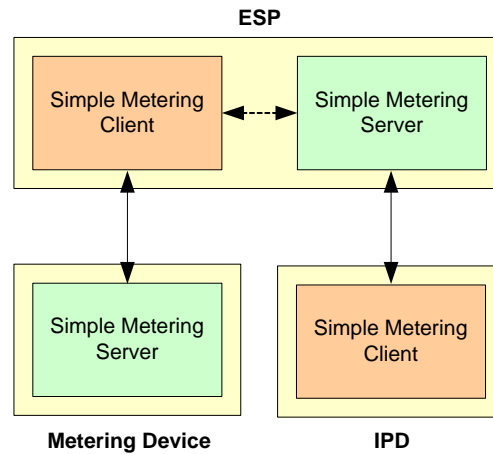 ESP
Simple Metering
Client
Simple Metering
Server
Simple Metering
Server
Simple Metering
Client
Metering Device
IPD